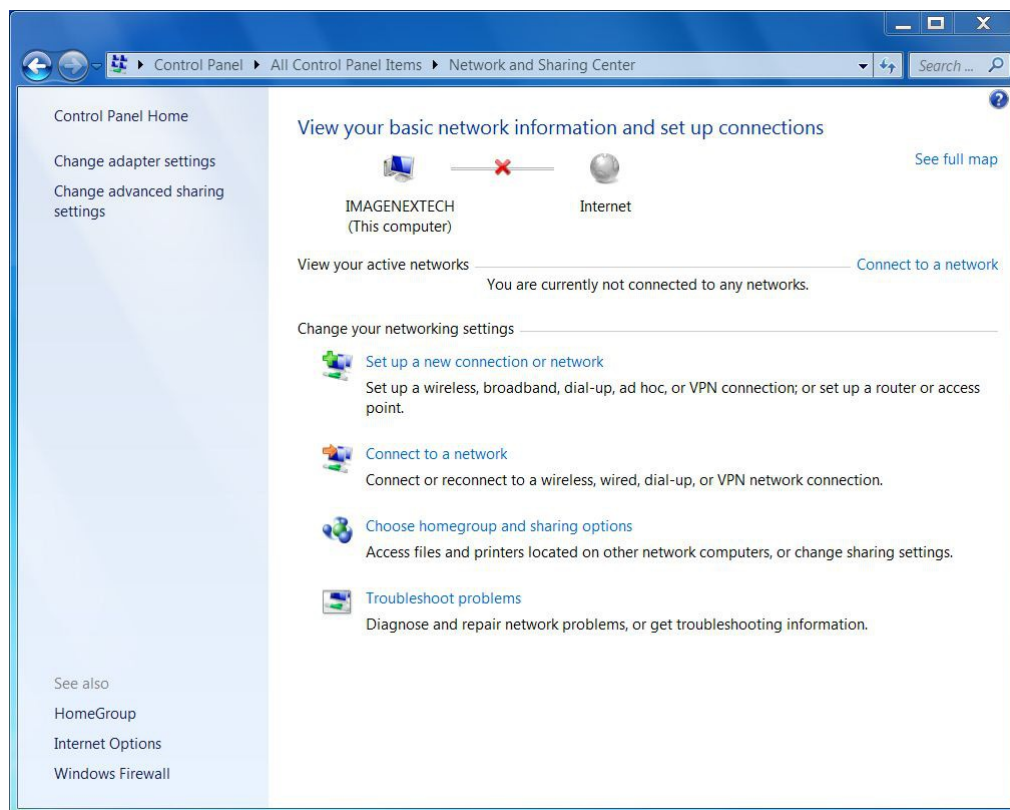 Control Panel ▸ All Control Panel Items ▸ Network and Sharing Center
Search ...
Control Panel Home
Change adapter settings
Change advanced sharing
settings
View your basic network information and set up connections
See full map
IMAGENEXTECH
(This computer)
Internet
View your active networks
Connect to a network
You are currently not connected to any networks.
Change your networking settings
Set up a new connection or network
Set up a wireless, broadband, dial-up, ad hoc, or VPN connection; or set up a router or access
point.
Connect to a network
Connect or reconnect to a wireless, wired, dial-up, or VPN network connection.
Choose homegroup and sharing options
Access files and printers located on other network computers, or change sharing settings.
Troubleshoot problems
Diagnose and repair network problems, or get troubleshooting information.
See also
HomeGroup
Internet Options
Windows Firewall